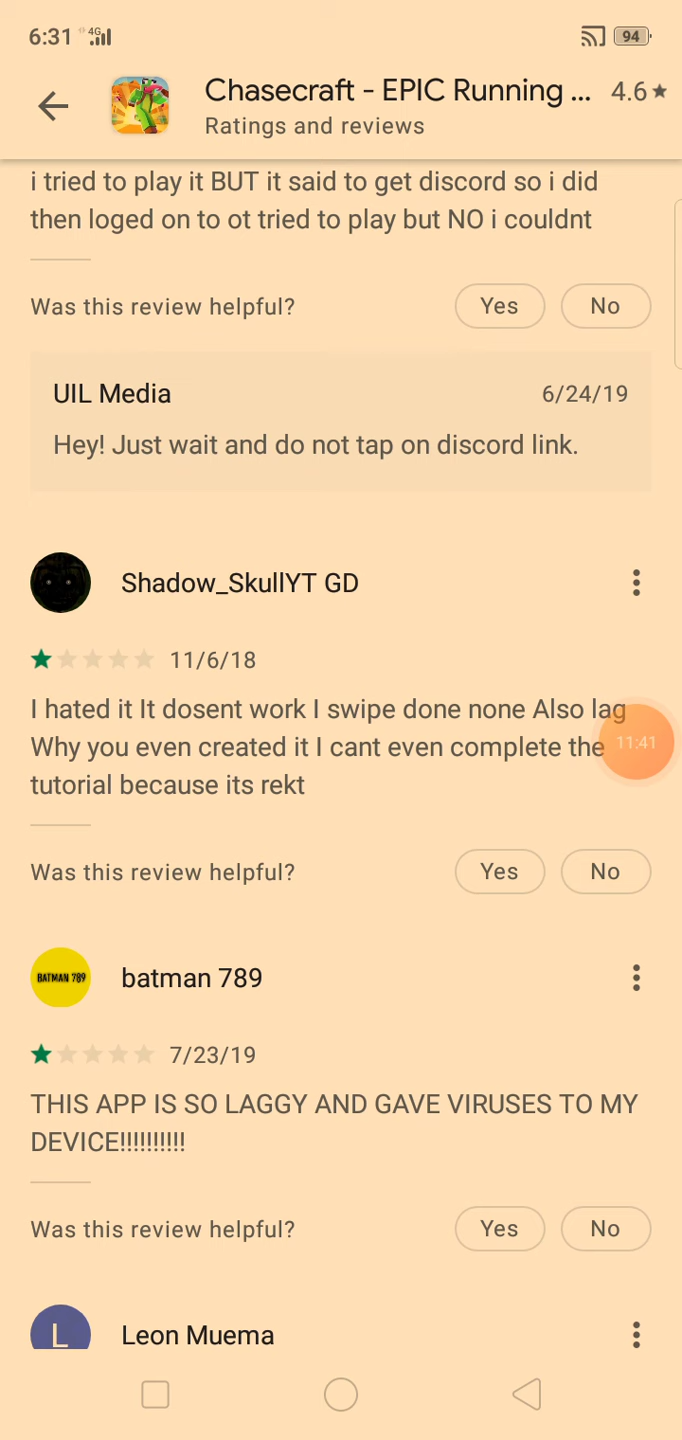 6:31 4G 94
Chasecraft - EPIC Running ... 4.6★
Ratings and reviews
i tried to play it BUT it said to get discord so i did
then loged on to ot tried to play but NO i couldnt
Was this review helpful? Yes No
UIL Media 6/24/19
Hey! Just wait and do not tap on discord link.
Shadow_SkullYT GD
11/6/18
I hated it It dosent work I swipe done none Also lag
Why you even created it I cant even complete the
11:41
tutorial because its rekt
Was this review helpful? Yes No
BATMAN 789 batman 789
7/23/19
THIS APP IS SO LAGGY AND GAVE VIRUSES TO MY
DEVICE!!!!!!!!!!
Was this review helpful? Yes No
L Leon Muema